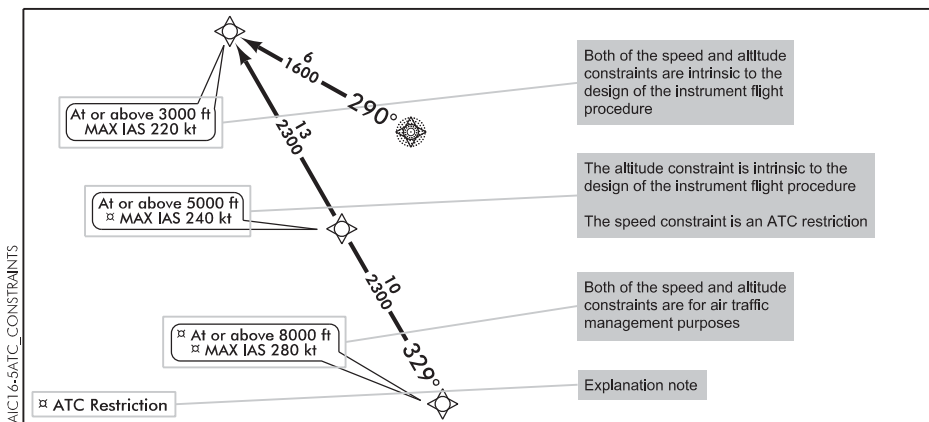 6
1600
290°
Both of the speed and altitude
constraints are intrinsic to the
design of the instrument flight
procedure
At or above 3000 ft
MAX IAS 220 kt
13
2300
The altitude constraint is intrinsic to the
design of the instrument flight procedure
The speed constraint is an ATC restriction
At or above 5000 ft
¤ MAX IAS 240 kt
10
2300
329°
Both of the speed and altitude
constraints are for air traffic
management purposes
¤ At or above 8000 ft
¤ MAX IAS 280 kt
Explanation note
¤ ATC Restriction
AIC16-5ATC_CONSTRAINTS